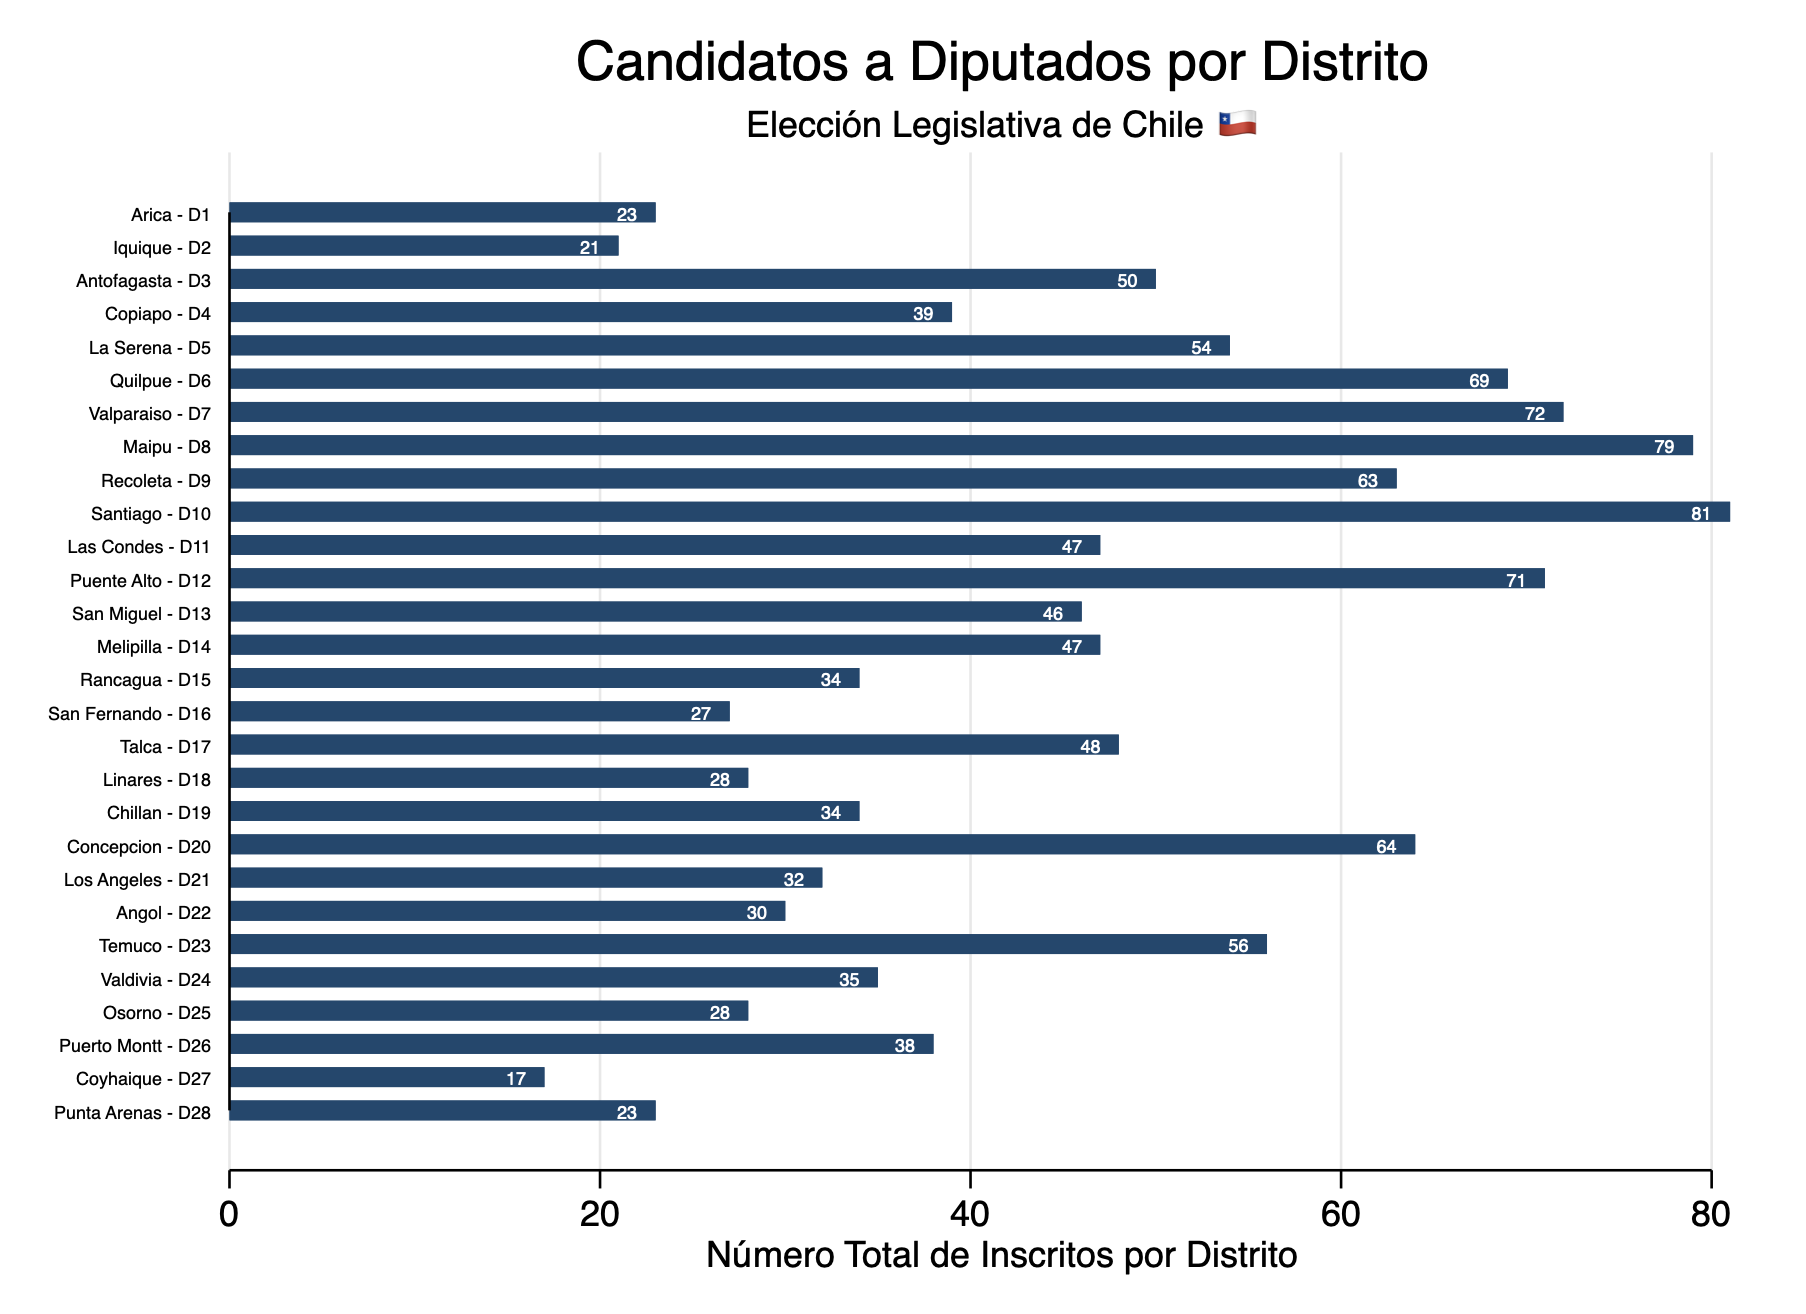 Candidatos a Diputados por Distrito
Elección Legislativa de Chile 🇨🇱
Arica - D1 23
Iquique - D2 21
Antofagasta - D3 50
Copiapo - D4 39
La Serena - D5 54
Quilpue - D6 69
Valparaiso - D7 72
Maipu - D8 79
Recoleta - D9 63
Santiago - D10 81
Las Condes - D11 47
Puente Alto - D12 71
San Miguel - D13 46
Melipilla - D14 47
Rancagua - D15 34
San Fernando - D16 27
Talca - D17 48
Linares - D18 28
Chillan - D19 34
Concepcion - D20 64
Los Angeles - D21 32
Angol - D22 30
Temuco - D23 56
Valdivia - D24 35
Osorno - D25 28
Puerto Montt - D26 38
Coyhaique - D27 17
Punta Arenas - D28 23
0 20 40 60 80
Número Total de Inscritos por Distrito